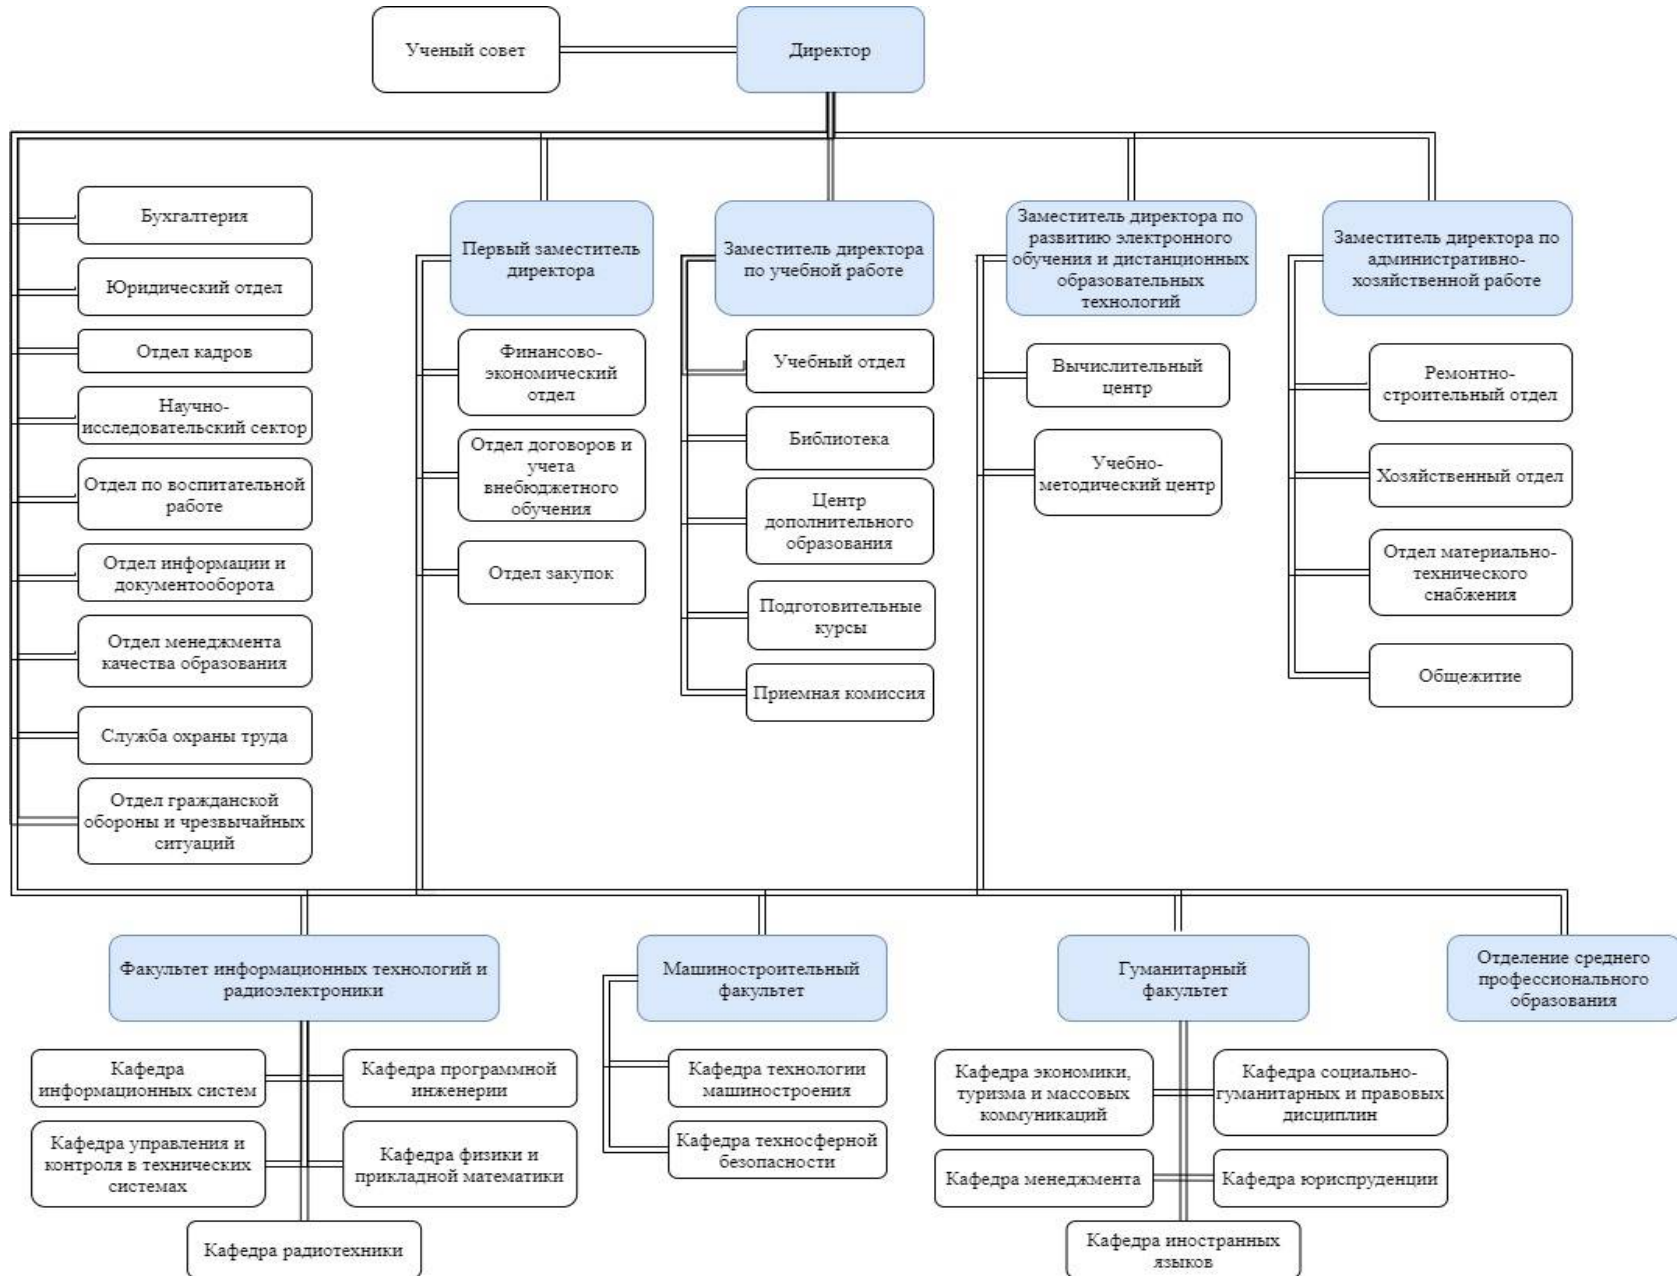 Ученый совет
Директор
Бухгалтерия
Юридический отдел
Отдел кадров
Научно-
исследовательский сектор
Отдел по воспитательной
работе
Отдел информации и
документооборота
Отдел менеджмента
качества образования
Служба охраны труда
Отдел гражданской
обороны и чрезвычайных
ситуаций
Первый заместитель
директора
Финансово-
экономический
отдел
Отдел договоров и
учета
внебюджетного
обучения
Отдел закупок
Заместитель директора
по учебной работе
Учебный отдел
Библиотека
Центр
дополнительного
образования
Подготовительные
курсы
Приемная комиссия
Заместитель директора по
развитию электронного
обучения и дистанционных
образовательных
технологий
Вычислительный
центр
Учебно-
методический центр
Заместитель директора по
административно-
хозяйственной работе
Ремонтно-
строительный отдел
Хозяйственный отдел
Отдел материально-
технического
снабжения
Общежитие
Факультет информационных технологий и
радиоэлектроники
Кафедра
информационных систем
Кафедра программной
инженерии
Кафедра управления и
контроля в технических
системах
Кафедра физики и
прикладной математики
Кафедра радиотехники
Машиностроительный
факультет
Кафедра технологии
машиностроения
Кафедра техносферной
безопасности
Гуманитарный
факультет
Кафедра экономики,
туризма и массовых
коммуникаций
Кафедра социально-
гуманитарных и правовых
дисциплин
Кафедра менеджмента
Кафедра юриспруденции
Кафедра иностранных
языков
Отделение среднего
профессионального
образования